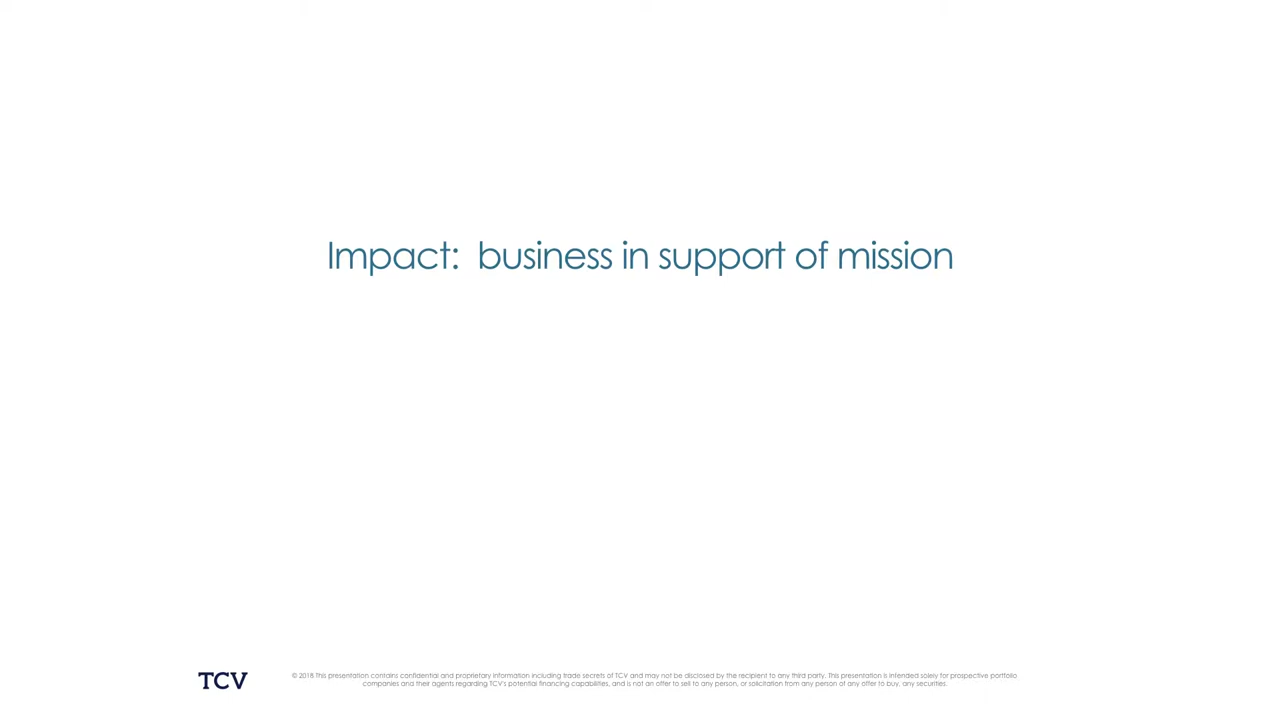 Impact:  business in support of mission
TCV
© 2018 This presentation contains confidential and proprietary information including trade secrets of TCV and may not be disclosed by the recipient to any third party. This presentation is intended solely for prospective portfolio
companies and their agents regarding TCV's potential financing capabilities, and is not an offer to sell to any person, or solicitation from any person of any offer to buy, any securities.